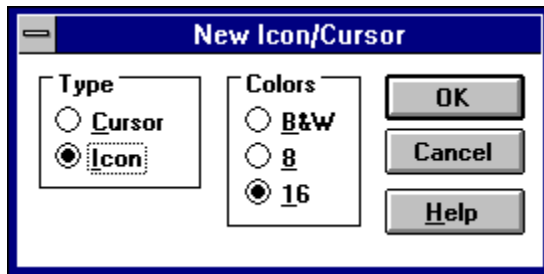 New Icon/Cursor
Type
Cursor
Icon
Colors
B&W
8
16
OK
Cancel
Help